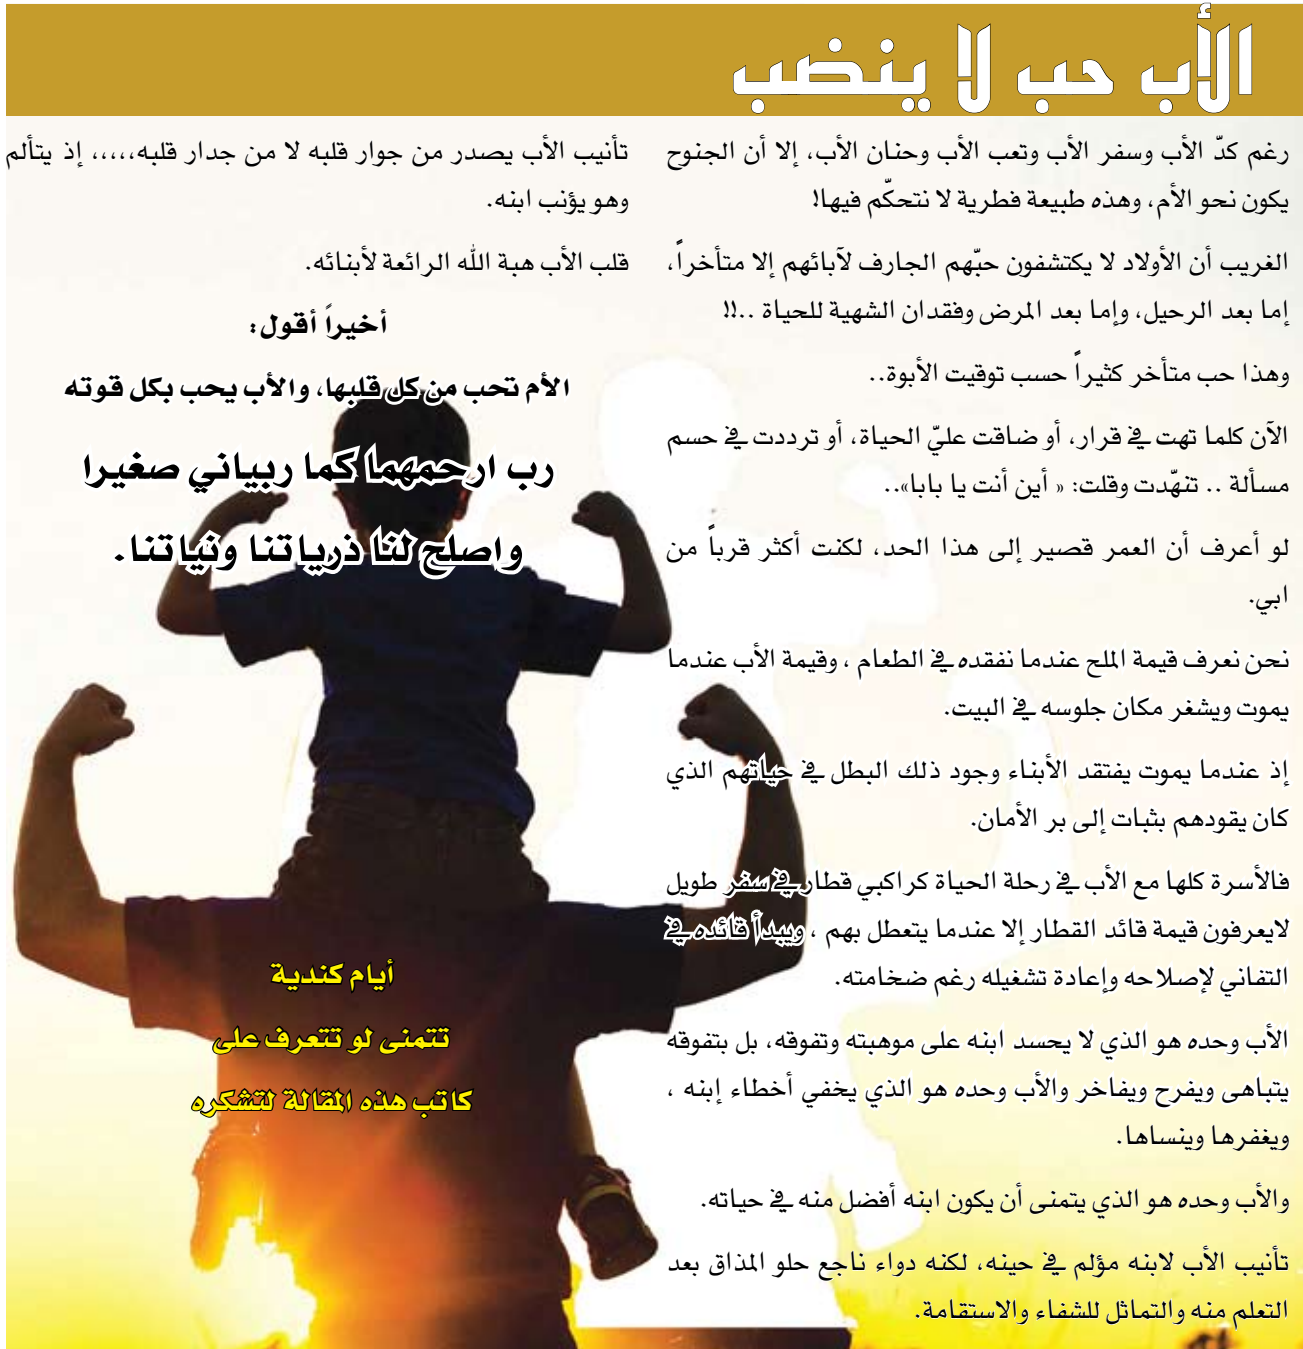 الأب حب لا ينضب
رغم كدّ الأب وسفر الأب وتعب الأب وحنان الأب، إلا أن الجنوح
يكون نحو الأم، وهذه طبيعة فطرية لا نتحكّم فيها!
الغريب أن الأولاد لا يكتشفون حبّهم الجارف لآبائهم إلا متأخراً،
إما بعد الرحيل، وإما بعد المرض وفقدان الشهية للحياة ..!!
وهذا حب متأخر كثيراً حسب توقيت الأبوة..
الآن كلما تهت في قرار، أو ضاقت عليّ الحياة، أو ترددت في حسم
مسألة .. تنهّدت وقلت: « أين أنت يا بابا»..
لو أعرف أن العمر قصير إلى هذا الحد، لكنت أكثر قرباً من
ابي.
نحن نعرف قيمة الملح عندما نفقده في الطعام ، وقيمة الأب عندما
يموت ويشغر مكان جلوسه في البيت.
إذ عندما يموت يفتقد الأبناء وجود ذلك البطل في حياتهم الذي
كان يقودهم بثبات إلى بر الأمان.
فالأسرة كلها مع الأب في رحلة الحياة كراكبي قطار في سفر طويل
لايعرفون قيمة قائد القطار إلا عندما يتعطل بهم ، ويبدأ قائده في
التفاني لإصلاحه وإعادة تشغيله رغم ضخامته.
الأب وحده هو الذي لا يحسد ابنه على موهبته وتفوقه، بل بتفوقه
يتباهى ويفرح ويفاخر والأب وحده هو الذي يخفي أخطاء إبنه ،
ويغفرها وينساها.
والأب وحده هو الذي يتمنى أن يكون ابنه أفضل منه في حياته.
تأنيب الأب لابنه مؤلم في حينه، لكنه دواء ناجع حلو المذاق بعد
التعلم منه والتماثل للشفاء والاستقامة.
تأنيب الأب يصدر من جوار قلبه لا من جدار قلبه،،،،، إذ يتألم
وهو يؤنب ابنه.
قلب الأب هبة الله الرائعة لأبنائه.
أخيراً أقول:
الأم تحب من كل قلبها، والأب يحب بكل قوته
رب ارحمهما كما ربياني صغيرا
واصلح لنا ذرياتنا ونياتنا.
أيام كندية
تتمنى لو تتعرف على
كاتب هذه المقالة لتشكره